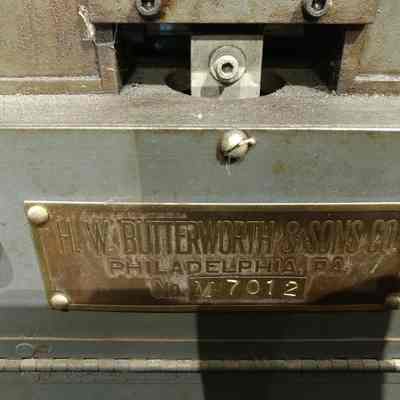 H. W. BUTTERWORTH & SONS CO.
PHILADELPHIA, PA.
No. M 7012